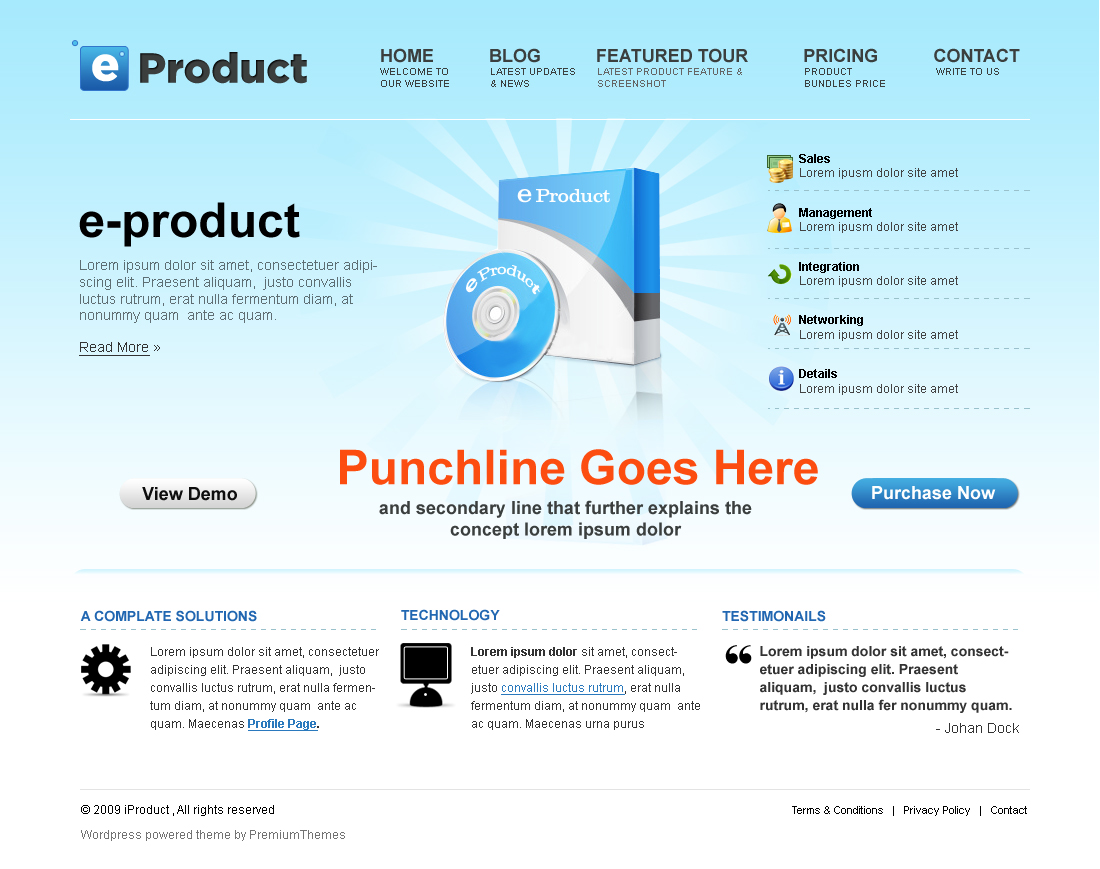 e Product
HOME
WELCOME TO
OUR WEBSITE
BLOG
LATEST UPDATES
& NEWS
FEATURED TOUR
LATEST PRODUCT FEATURE &
SCREENSHOT
PRICING
PRODUCT
BUNDLES PRICE
CONTACT
WRITE TO US
e-product
Lorem ipsum dolor sit amet, consectetuer adipi-
scing elit. Praesent aliquam,  justo convallis
luctus rutrum, erat nulla fermentum diam, at
nonummy quam  ante ac quam.
Read More »
e Product
e Product
Sales
Lorem ipusm dolor site amet
Management
Lorem ipusm dolor site amet
Integration
Lorem ipusm dolor site amet
Networking
Lorem ipusm dolor site amet
i
Details
Lorem ipusm dolor site amet
View Demo
Punchline Goes Here
and secondary line that further explains the
concept lorem ipsum dolor
Purchase Now
A COMPLATE SOLUTIONS
Lorem ipsum dolor sit amet, consectetuer
adipiscing elit. Praesent aliquam,  justo
convallis luctus rutrum, erat nulla fermen-
tum diam, at nonummy quam  ante ac
quam. Maecenas Profile Page.
TECHNOLOGY
Lorem ipsum dolor sit amet, consect-
etuer adipiscing elit. Praesent aliquam,
justo convallis luctus rutrum, erat nulla
fermentum diam, at nonummy quam  ante
ac quam. Maecenas urna purus
TESTIMONAILS
“ Lorem ipsum dolor sit amet, consect-
etuer adipiscing elit. Praesent
aliquam,  justo convallis luctus
rutrum, erat nulla fer nonummy quam.
- Johan Dock
© 2009 iProduct , All rights reserved
Terms & Conditions | Privacy Policy | Contact
Wordpress powered theme by PremiumThemes